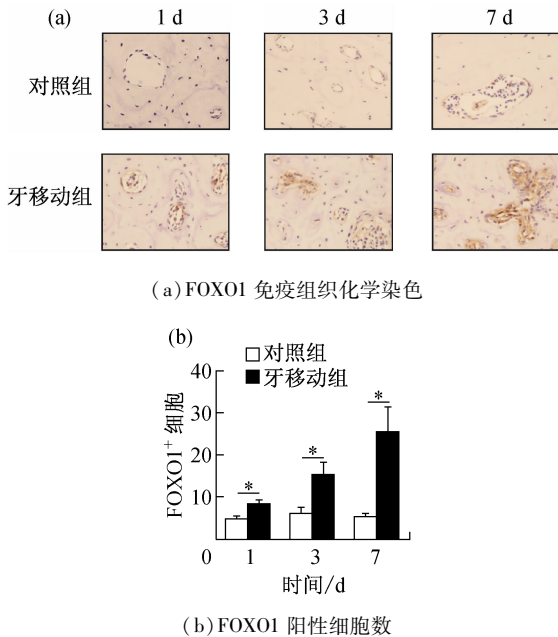 (a) 1 d 3 d 7 d
对照组
牙移动组
(a)FOXO1 免疫组织化学染色
(b)
对照组
牙移动组
FOXO1⁺ 细胞
40
30
20
10
0
* * *
1 3 7
时间/d
(b)FOXO1 阳性细胞数